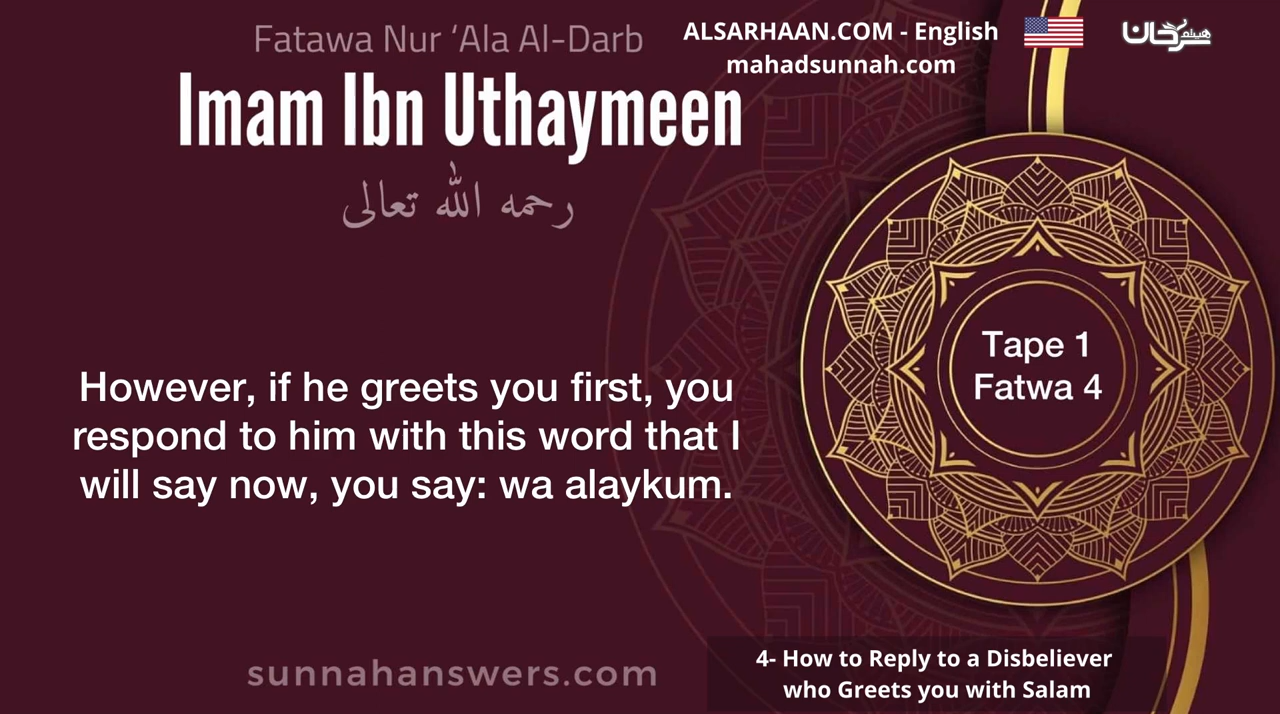 Fatawa Nur ‘Ala Al-Darb
Imam Ibn Uthaymeen
رحمه الله تعالى
ALSARHAAN.COM - English
mahadsunnah.com
هيثم
سرحان
However, if he greets you first, you
respond to him with this word that I
will say now, you say: wa alaykum.
Tape 1
Fatwa 4
sunnahanswers.com
4- How to Reply to a Disbeliever
who Greets you with Salam